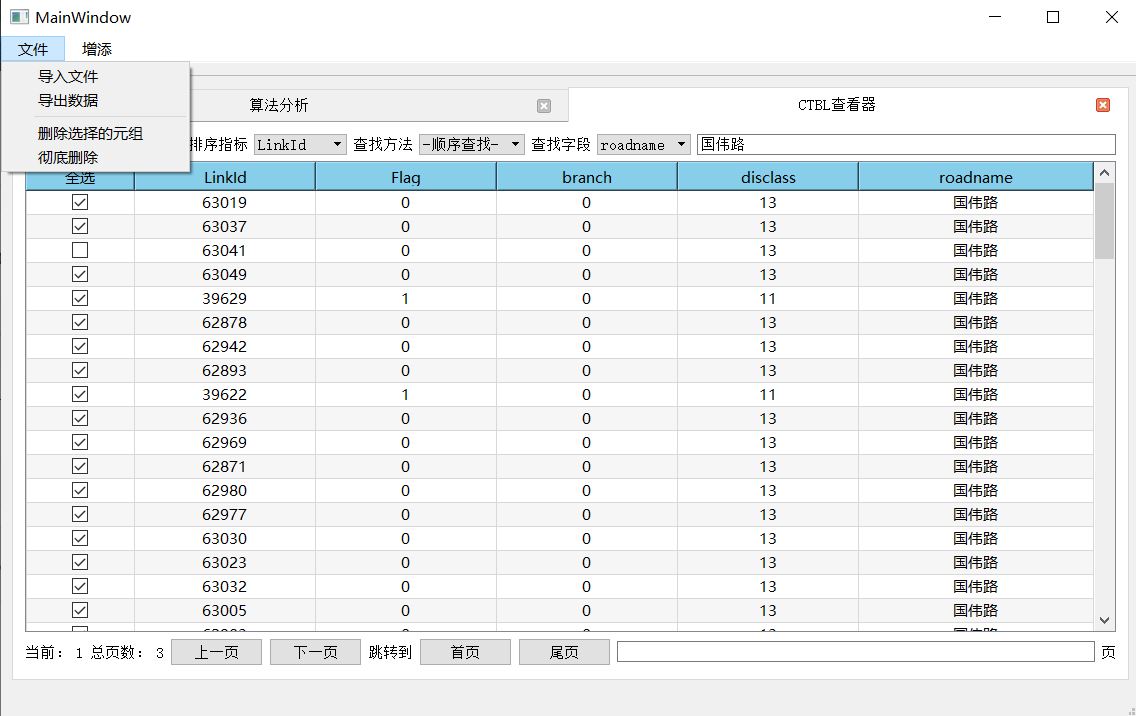 MainWindow
文件 增添
导入文件
导出数据
删除选择的元组
彻底删除
算法分析 CTBL查看器
排序指标 LinkId 查找方法 -顺序查找- 查找字段 roadname 国伟路
全选 LinkId Flag branch disclass roadname
63019 0 0 13 国伟路
63037 0 0 13 国伟路
63041 0 0 13 国伟路
63049 0 0 13 国伟路
39629 1 0 11 国伟路
62878 0 0 13 国伟路
62942 0 0 13 国伟路
62893 0 0 13 国伟路
39622 1 0 11 国伟路
62936 0 0 13 国伟路
62969 0 0 13 国伟路
62871 0 0 13 国伟路
62980 0 0 13 国伟路
62977 0 0 13 国伟路
63030 0 0 13 国伟路
63023 0 0 13 国伟路
63032 0 0 13 国伟路
63005 0 0 13 国伟路
当前: 1 总页数: 3 上一页 下一页 跳转到 首页 尾页 页